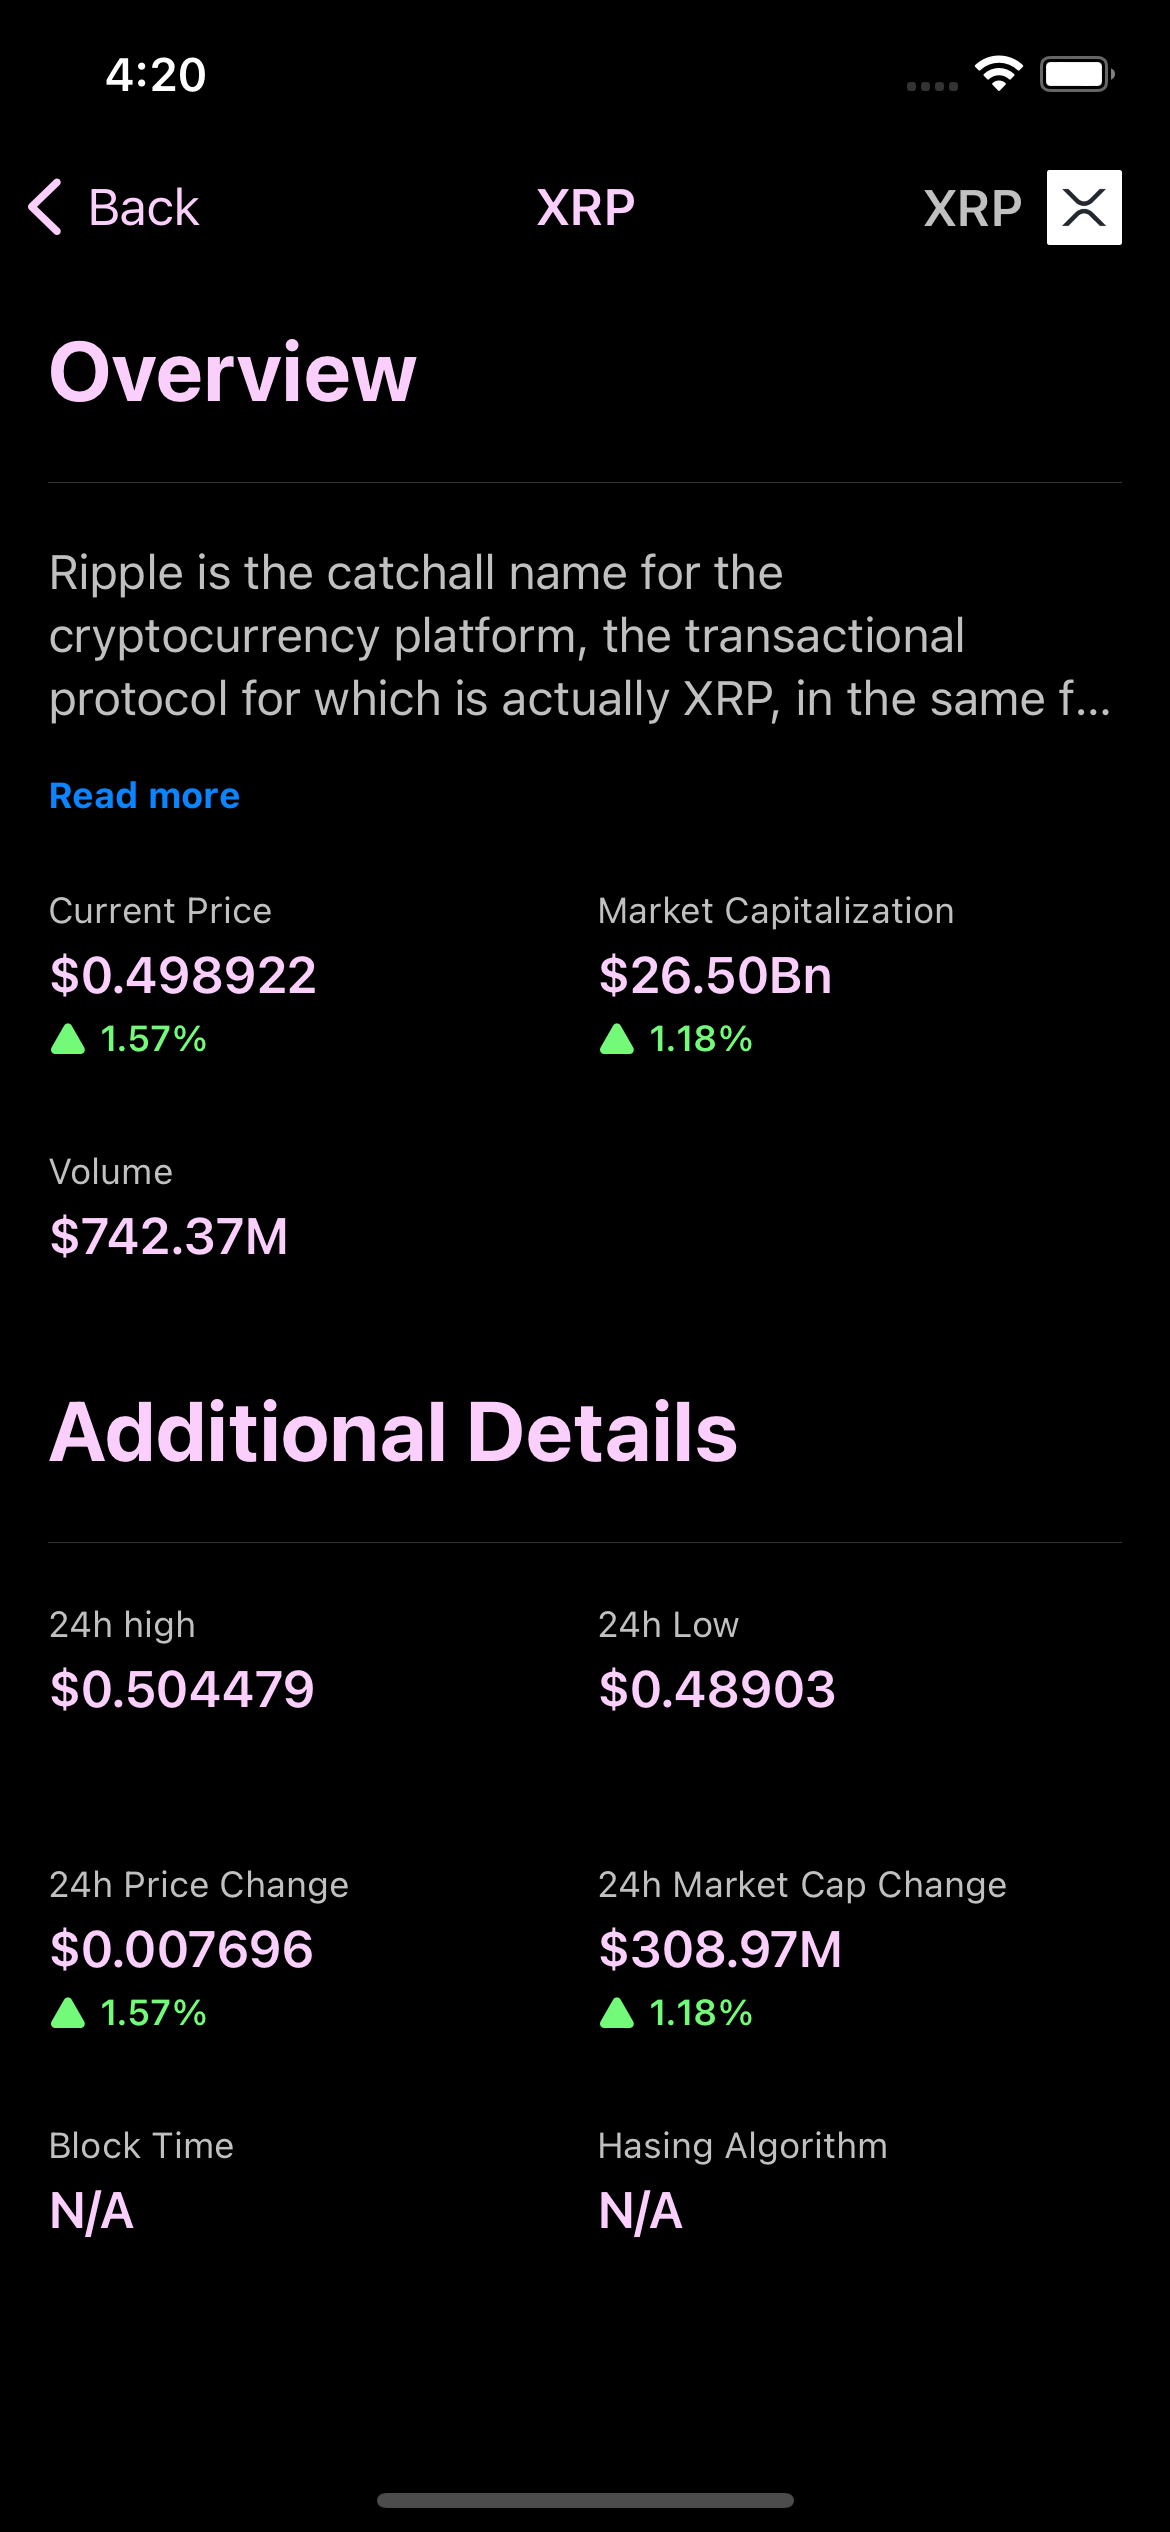 4:20
Back
XRP
XRP
Overview
Ripple is the catchall name for the
cryptocurrency platform, the transactional
protocol for which is actually XRP, in the same f...
Read more
Current Price
Market Capitalization
$0.498922
$26.50Bn
1.57%
1.18%
Volume
$742.37M
Additional Details
24h high
24h Low
$0.504479
$0.48903
24h Price Change
24h Market Cap Change
$0.007696
$308.97M
1.57%
1.18%
Block Time
Hasing Algorithm
N/A
N/A